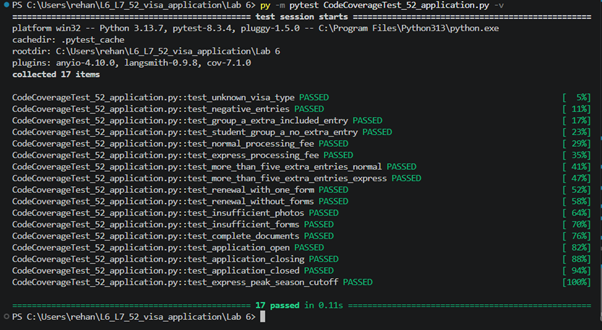 PS C:\Users\rehan\L6_L7_52_visa_application\Lab 6> py -m pytest CodeCoverageTest_52_application.py -v
================================================ test session starts ================================================
platform win32 -- Python 3.13.7, pytest-8.3.4, pluggy-1.5.0 -- C:\Program Files\Python313\python.exe
cachedir: .pytest_cache
rootdir: C:\Users\rehan\L6_L7_52_visa_application\Lab 6
plugins: anyio-4.10.0, langsmith-0.9.8, cov-7.1.0
collected 17 items
CodeCoverageTest_52_application.py::test_unknown_visa_type PASSED [ 5%]
CodeCoverageTest_52_application.py::test_negative_entries PASSED [ 11%]
CodeCoverageTest_52_application.py::test_group_a_extra_included_entry PASSED [ 17%]
CodeCoverageTest_52_application.py::test_student_group_a_no_extra_entry PASSED [ 23%]
CodeCoverageTest_52_application.py::test_normal_processing_fee PASSED [ 29%]
CodeCoverageTest_52_application.py::test_express_processing_fee PASSED [ 35%]
CodeCoverageTest_52_application.py::test_more_than_five_extra_entries_normal PASSED [ 41%]
CodeCoverageTest_52_application.py::test_more_than_five_extra_entries_express PASSED [ 47%]
CodeCoverageTest_52_application.py::test_renewal_with_one_form PASSED [ 52%]
CodeCoverageTest_52_application.py::test_renewal_without_forms PASSED [ 58%]
CodeCoverageTest_52_application.py::test_insufficient_photos PASSED [ 64%]
CodeCoverageTest_52_application.py::test_insufficient_forms PASSED [ 70%]
CodeCoverageTest_52_application.py::test_complete_documents PASSED [ 76%]
CodeCoverageTest_52_application.py::test_application_open PASSED [ 82%]
CodeCoverageTest_52_application.py::test_application_closing PASSED [ 88%]
CodeCoverageTest_52_application.py::test_application_closed PASSED [ 94%]
CodeCoverageTest_52_application.py::test_express_peak_season_cutoff PASSED [100%]
================================================ 17 passed in 0.11s ================================================
PS C:\Users\rehan\L6_L7_52_visa_application\Lab 6>